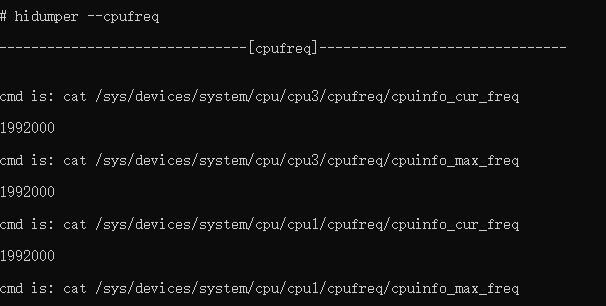 # hidumper --cpufreq
-------------------------------[cpufreq]-------------------------------
cmd is: cat /sys/devices/system/cpu/cpu3/cpufreq/cpuinfo_cur_freq
1992000
cmd is: cat /sys/devices/system/cpu/cpu3/cpufreq/cpuinfo_max_freq
1992000
cmd is: cat /sys/devices/system/cpu/cpu1/cpufreq/cpuinfo_cur_freq
1992000
cmd is: cat /sys/devices/system/cpu/cpu1/cpufreq/cpuinfo_max_freq